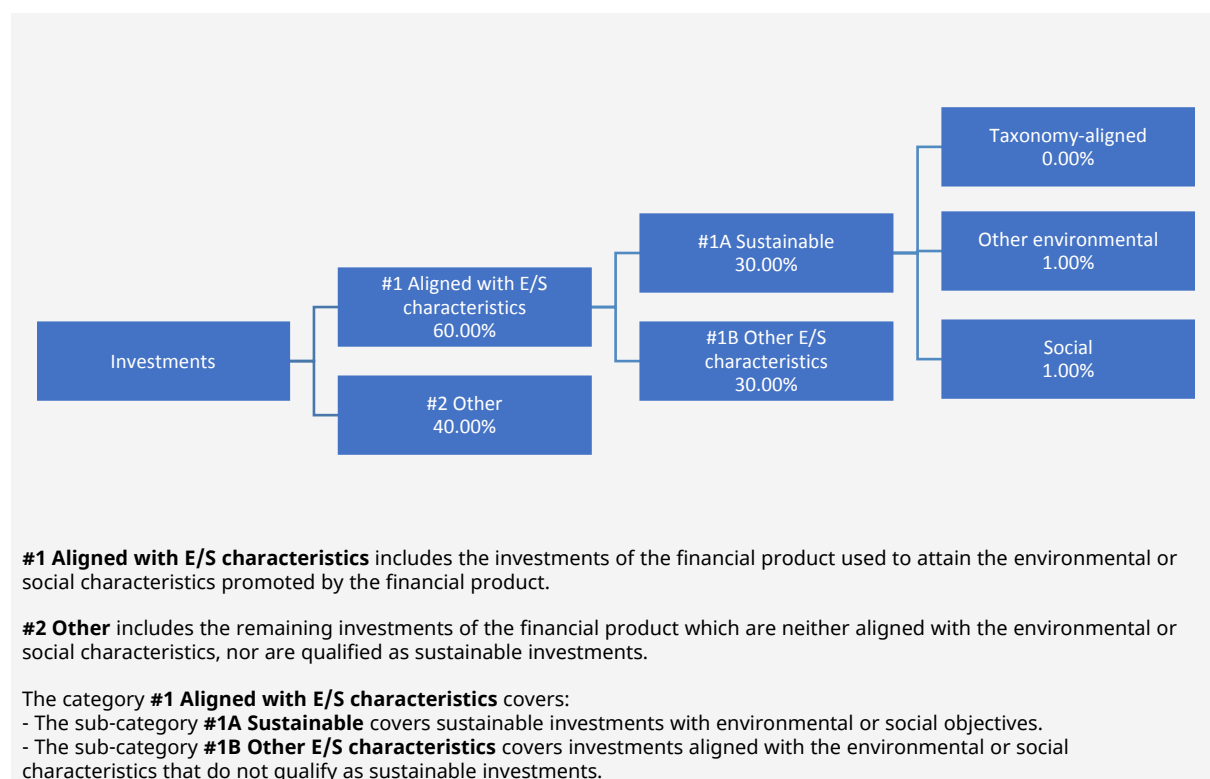 Taxonomy-aligned
0.00%
#1A Sustainable
30.00%
Other environmental
1.00%
#1 Aligned with E/S
characteristics
60.00%
Investments
#1B Other E/S
characteristics
30.00%
Social
1.00%
#2 Other
40.00%
#1 Aligned with E/S characteristics includes the investments of the financial product used to attain the environmental or
social characteristics promoted by the financial product.
#2 Other includes the remaining investments of the financial product which are neither aligned with the environmental or
social characteristics, nor are qualified as sustainable investments.
The category #1 Aligned with E/S characteristics covers:
- The sub-category #1A Sustainable covers sustainable investments with environmental or social objectives.
- The sub-category #1B Other E/S characteristics covers investments aligned with the environmental or social
characteristics that do not qualify as sustainable investments.